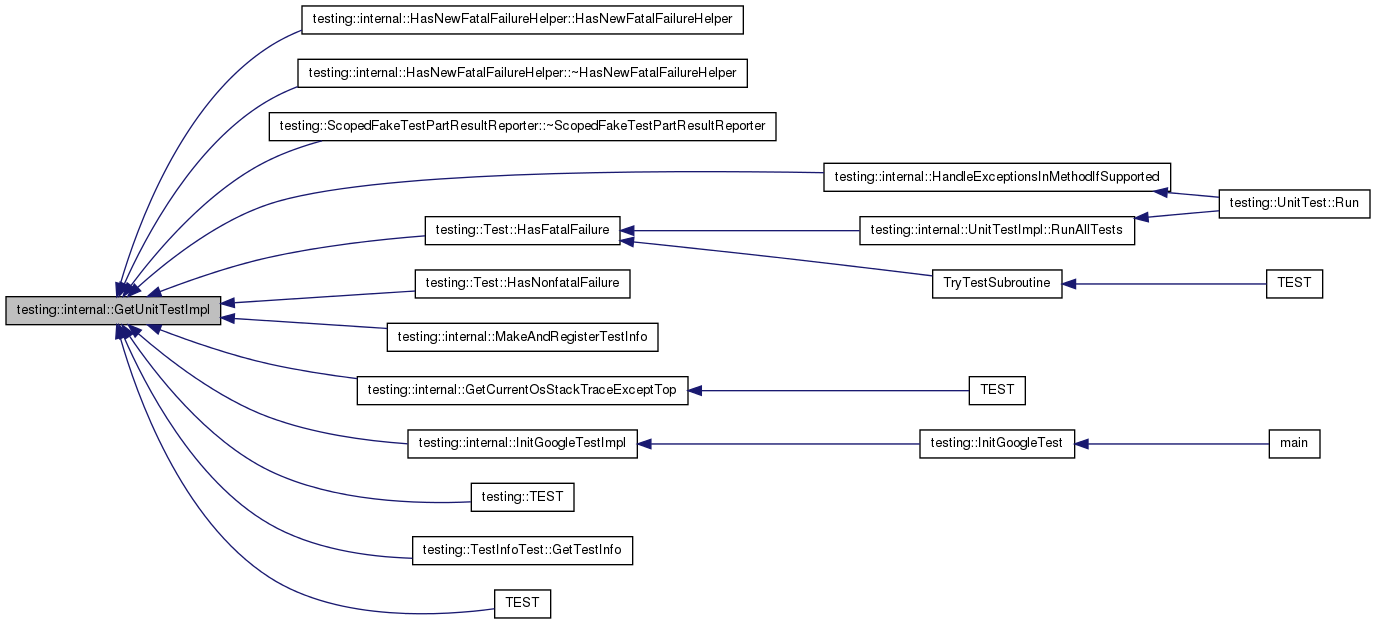 testing::internal::HasNewFatalFailureHelper::HasNewFatalFailureHelper
testing::internal::HasNewFatalFailureHelper::~HasNewFatalFailureHelper
testing::ScopedFakeTestPartResultReporter::~ScopedFakeTestPartResultReporter
testing::internal::HandleExceptionsInMethodIfSupported
testing::UnitTest::Run
testing::Test::HasFatalFailure
testing::internal::UnitTestImpl::RunAllTests
testing::Test::HasNonfatalFailure
TryTestSubroutine
TEST
testing::internal::GetUnitTestImpl
testing::internal::MakeAndRegisterTestInfo
testing::internal::GetCurrentOsStackTraceExceptTop
TEST
testing::internal::InitGoogleTestImpl
testing::InitGoogleTest
main
testing::TEST
testing::TestInfoTest::GetTestInfo
TEST